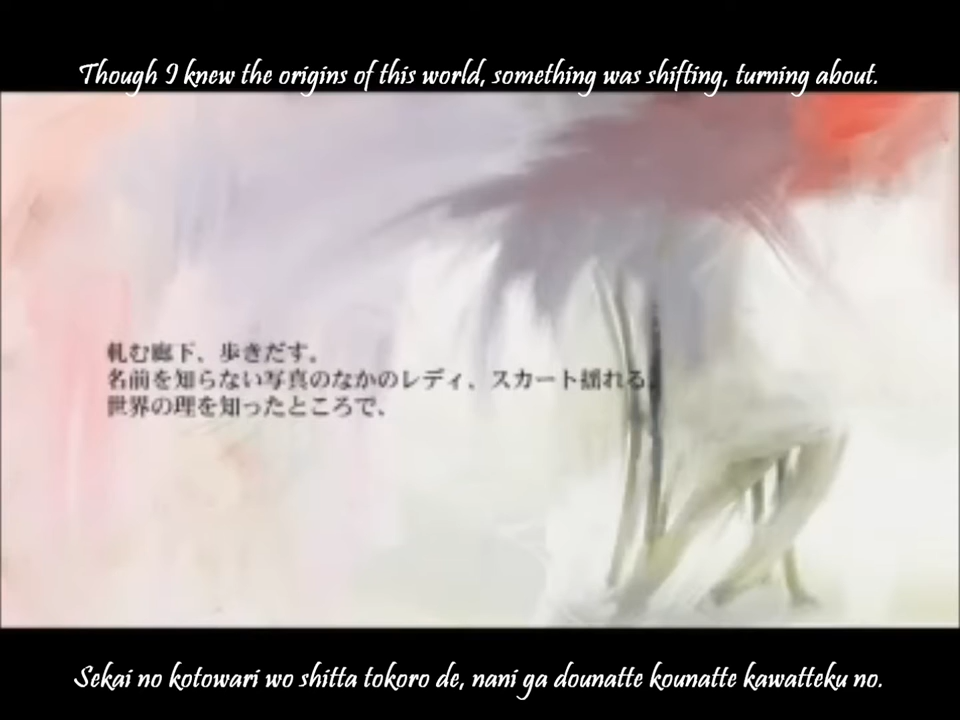 Though I knew the origins of this world, something was shifting, turning about.
軋む廊下、歩きだす。
名前を知らない写真のなかのレディ、スカート揺れる。
世界の理を知ったところで、
Sekai no kotowari wo shitta tokoro de, nani ga dounatte kounatte kawatteku no.